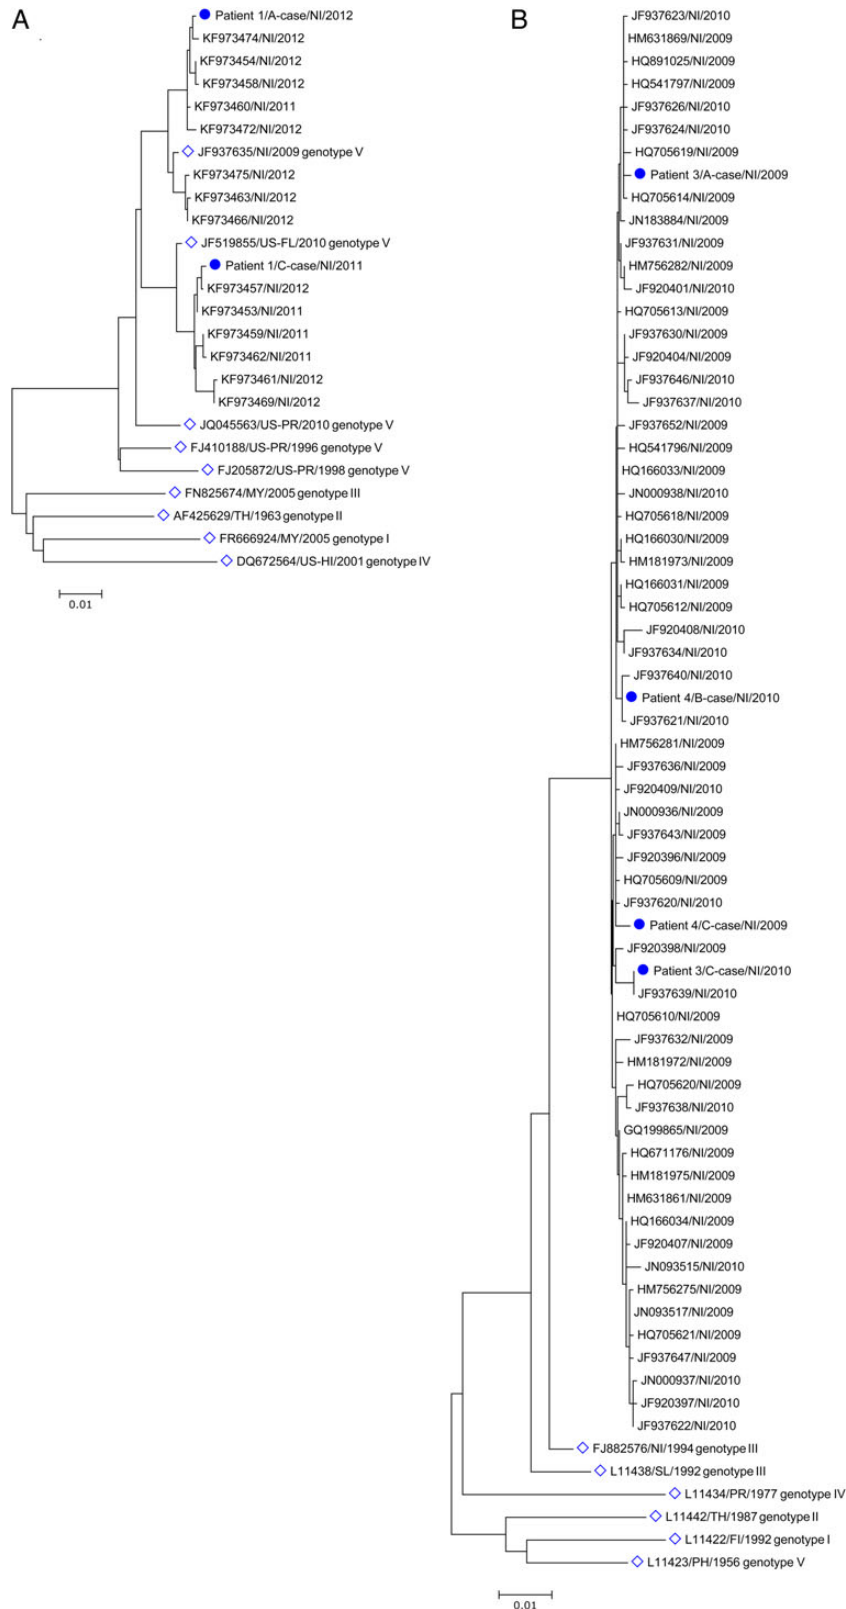 A
Patient 1/A-case/NI/2012
KF973474/NI/2012
KF973454/NI/2012
KF973458/NI/2012
KF973460/NI/2011
KF973472/NI/2012
JF937635/NI/2009 genotype V
KF973475/NI/2012
KF973463/NI/2012
KF973466/NI/2012
JF519855/US-FL/2010 genotype V
Patient 1/C-case/NI/2011
KF973457/NI/2012
KF973453/NI/2011
KF973459/NI/2011
KF973462/NI/2011
KF973461/NI/2012
KF973469/NI/2012
JQ045563/US-PR/2010 genotype V
FJ410188/US-PR/1996 genotype V
FJ205872/US-PR/1998 genotype V
FN825674/MY/2005 genotype III
AF425629/TH/1963 genotype II
FR666924/MY/2005 genotype I
DQ672564/US-HI/2001 genotype IV
0.01
B
JF937623/NI/2010
HM631869/NI/2009
HQ891025/NI/2009
HQ541797/NI/2009
JF937626/NI/2010
JF937624/NI/2010
HQ705619/NI/2009
Patient 3/A-case/NI/2009
HQ705614/NI/2009
JN183884/NI/2009
JF937631/NI/2009
HM756282/NI/2009
JF920401/NI/2010
HQ705613/NI/2009
JF937630/NI/2009
JF920404/NI/2009
JF937646/NI/2010
JF937637/NI/2010
JF937652/NI/2009
HQ541796/NI/2009
HQ166033/NI/2009
JN000938/NI/2010
HQ705618/NI/2009
HQ166030/NI/2009
HM181973/NI/2009
HQ166031/NI/2009
HQ705612/NI/2009
JF920408/NI/2010
JF937634/NI/2010
JF937640/NI/2010
Patient 4/B-case/NI/2010
JF937621/NI/2010
HM756281/NI/2009
JF937636/NI/2009
JF920409/NI/2010
JN000936/NI/2009
JF937643/NI/2009
JF920396/NI/2009
HQ705609/NI/2009
JF937620/NI/2010
Patient 4/C-case/NI/2009
JF920398/NI/2009
Patient 3/C-case/NI/2010
JF937639/NI/2010
HQ705610/NI/2009
JF937632/NI/2009
HM181972/NI/2009
HQ705620/NI/2009
JF937638/NI/2010
GQ199865/NI/2009
HQ671176/NI/2009
HM181975/NI/2009
HM631861/NI/2009
HQ166034/NI/2009
JF920407/NI/2009
JN093515/NI/2010
HM756275/NI/2009
JN093517/NI/2009
HQ705621/NI/2009
JF937647/NI/2009
JN000937/NI/2010
JF920397/NI/2010
JF937622/NI/2010
FJ882576/NI/1994 genotype III
L11438/SL/1992 genotype III
L11434/PR/1977 genotype IV
L11442/TH/1987 genotype II
L11422/FI/1992 genotype I
L11423/PH/1956 genotype V
0.01